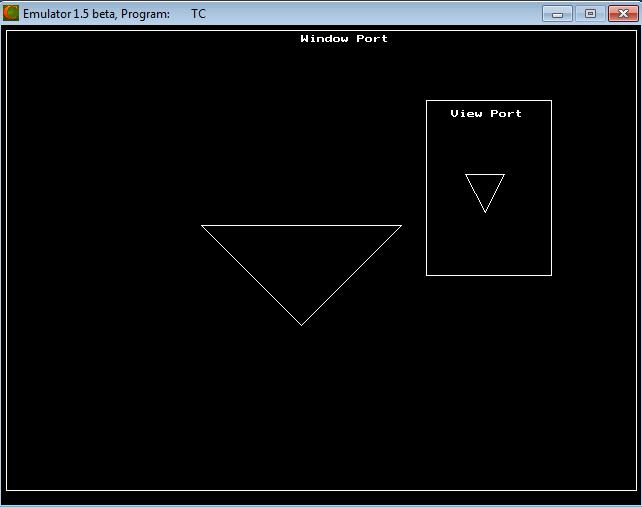 Emulator 1.5 beta, Program: TC
Window Port
View Port